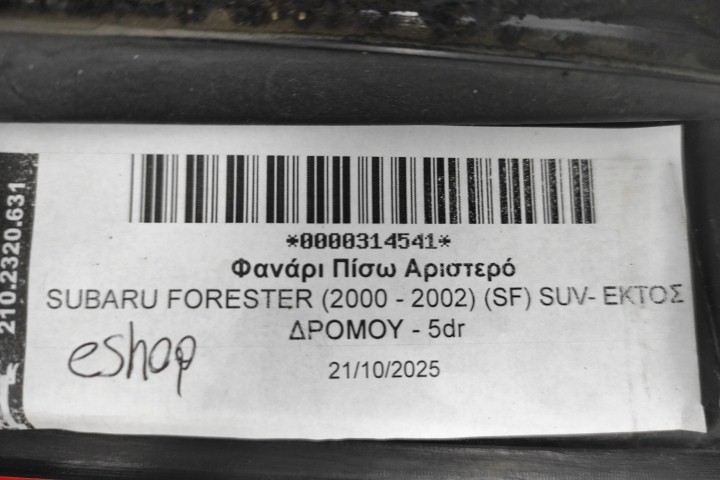 210.2320.631
*0000314541*
Φανάρι Πίσω Αριστερό
SUBARU FORESTER (2000 - 2002) (SF) SUV- ΕΚΤΟΣ
ΔΡΟΜΟΥ - 5dr
eshop
21/10/2025